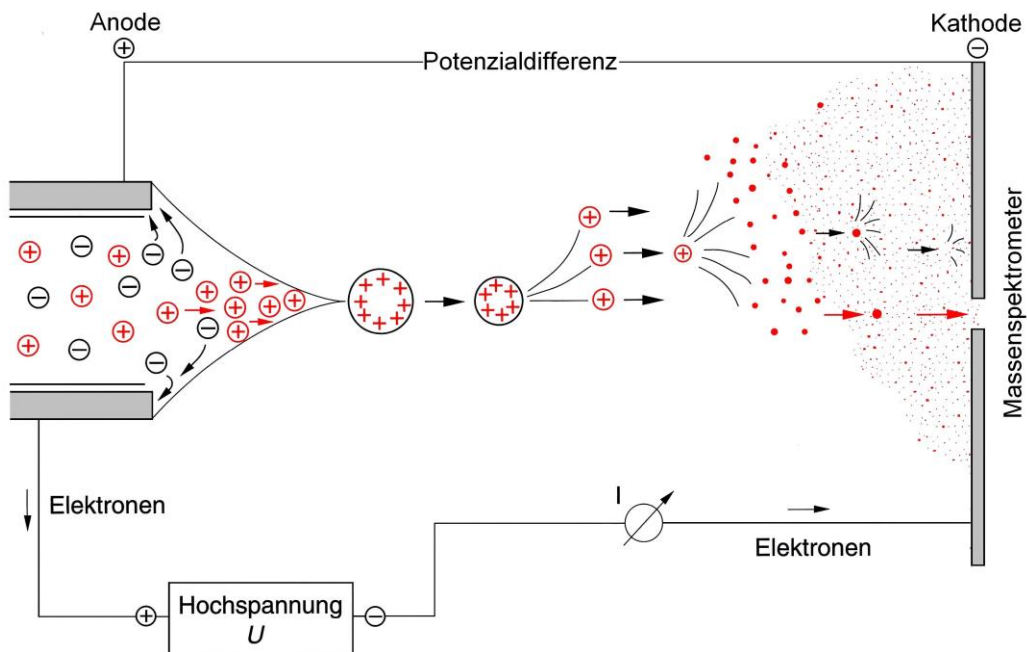 Anode
Kathode
Potenzialdifferenz
Massenspektrometer
Elektronen
I
Elektronen
Hochspannung
U